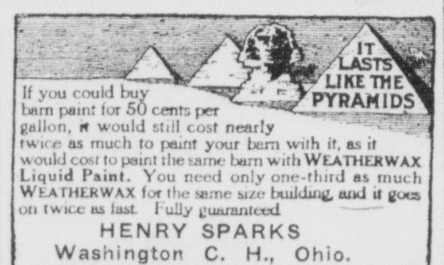 IT
LASTS
LIKE THE
PYRAMIDS
If you could buy
barn paint for 50 cents per
gallon, it would still cost nearly
twice as much to paint your barn with it, as it
would cost to paint the same barn with WEATHERWAX
Liquid Paint. You need only one-third as much
WEATHERWAX for the same size building, and it goes
on twice as fast. Fully guaranteed
HENRY SPARKS
Washington C. H., Ohio.